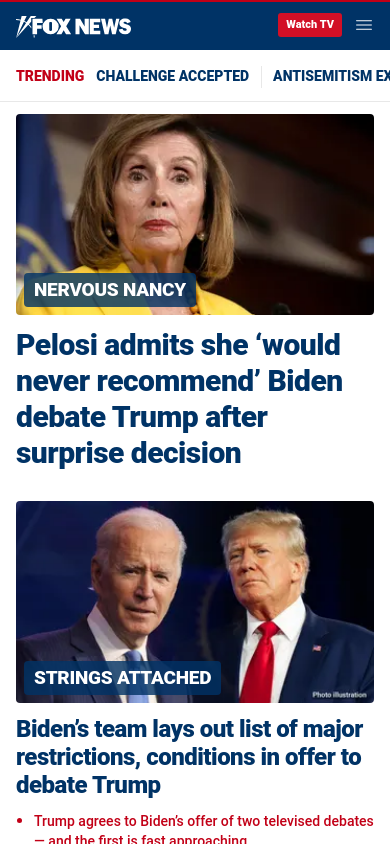 FOX NEWS
Watch TV
TRENDING CHALLENGE ACCEPTED ANTISEMITISM EX
NERVOUS NANCY
Pelosi admits she ‘would
never recommend’ Biden
debate Trump after
surprise decision
STRINGS ATTACHED
Photo illustration
Biden’s team lays out list of major
restrictions, conditions in offer to
debate Trump
• Trump agrees to Biden’s offer of two televised debates
— and the first is fast approaching